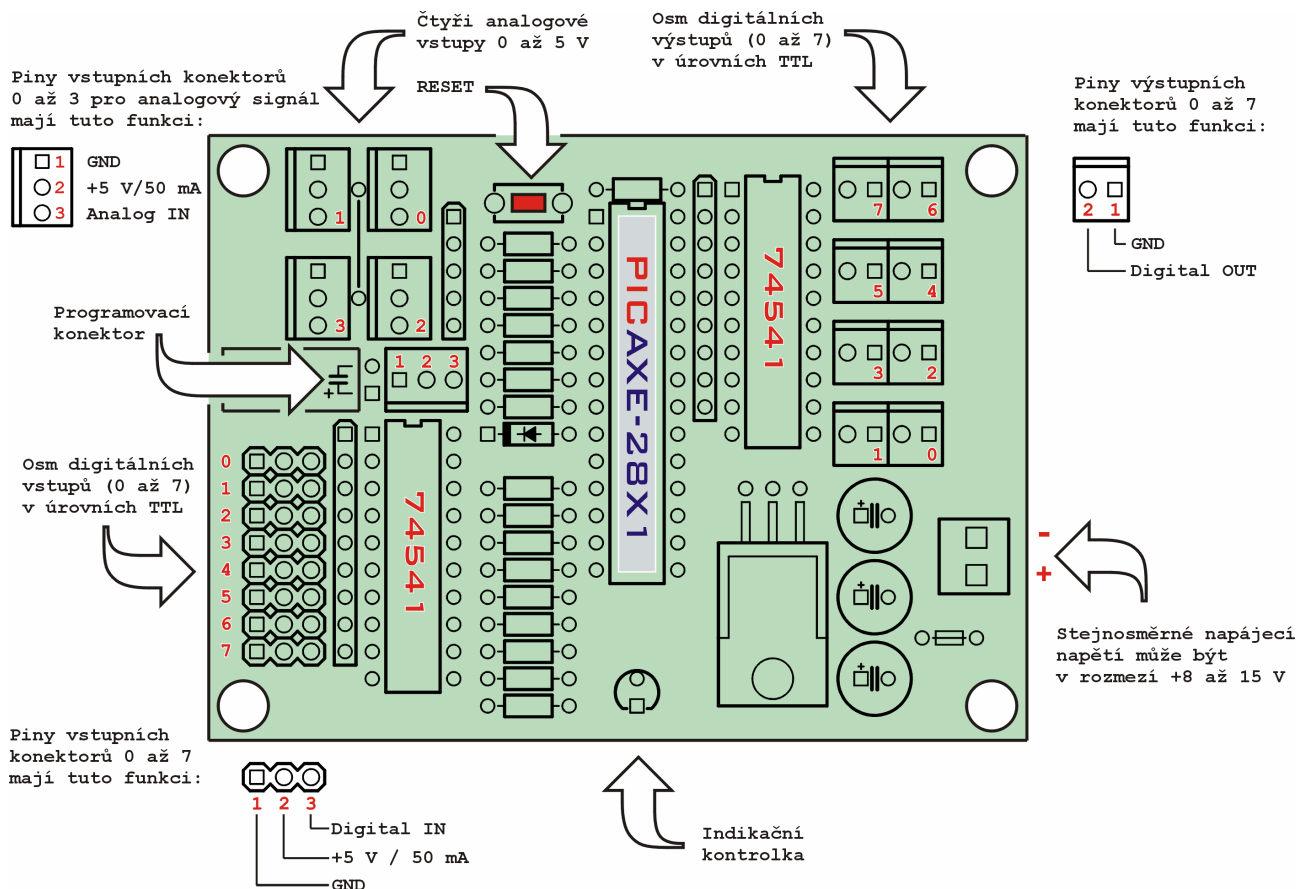 Čtyři analogové
vstupy 0 až 5 V
Osm digitálních
výstupů (0 až 7)
v úrovních TTL
Piny vstupních konektorů
0 až 3 pro analogový signál
mají tuto funkci:
1 GND
2 +5 V/50 mA
3 Analog IN
RESET
Piny výstupních
konektorů 0 až 7
mají tuto funkci:
2 1
GND
Digital OUT
1 0
3 2
7 6
5 4
3 2
1 0
PICAXE-28X1
74541
Programovací
konektor
1 2 3
+
74541
Osm digitálních
vstupů (0 až 7)
v úrovních TTL
0
1
2
3
4
5
6
7
+
+
+
-
+
Stejnosměrné napájecí
napětí může být
v rozmezí +8 až 15 V
Piny vstupních
konektorů 0 až 7
mají tuto funkci:
1 2 3
Digital IN
+5 V / 50 mA
GND
Indikační
kontrolka